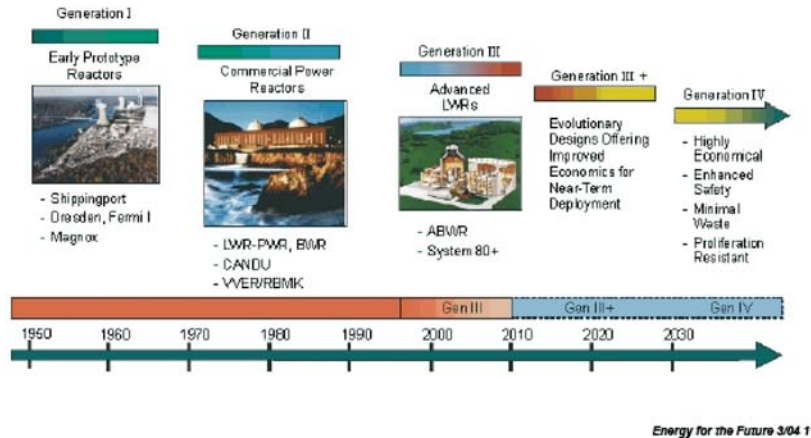 Generation I
Early Prototype
Reactors
- Shippingport
- Dresden, Fermi I
- Magnox
Generation II
Commercial Power
Reactors
- LWR-PWR, BWR
- CANDU
- VVER/RBMK
Generation III
Advanced
LWRs
- ABWR
- System 80+
Generation III +
Evolutionary
Designs Offering
Improved
Economics for
Near-Term
Deployment
Generation IV
- Highly
Economical
- Enhanced
Safety
- Minimal
Waste
- Proliferation
Resistant
Gen III
Gen III+
Gen IV
1950
1960
1970
1980
1990
2000
2010
2020
2030
Energy for the Future 3/04 1